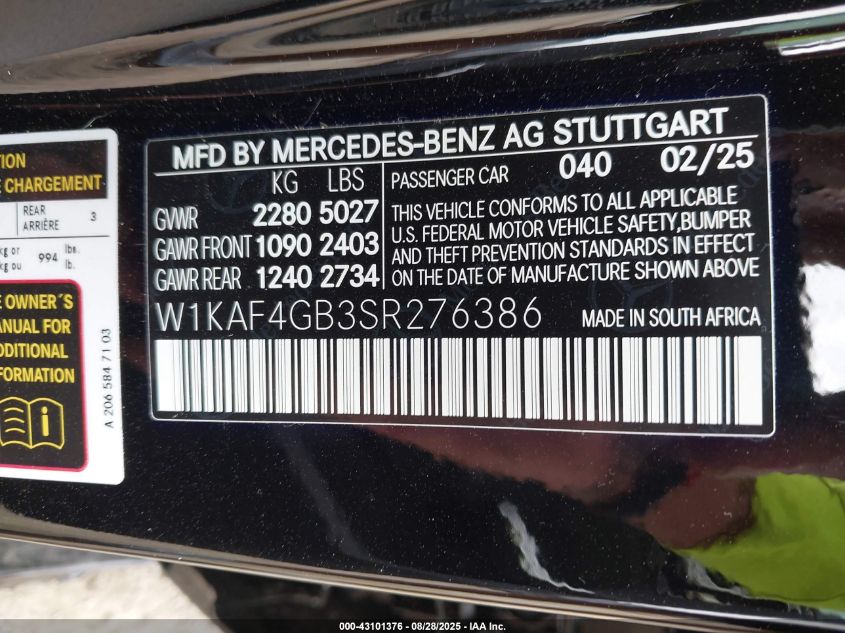 TION
E CHARGEMENT
REAR
ARRIÈRE
3
kg or
kg ou
994
lbs.
lb.
E OWNER´S
ANUAL FOR
DDITIONAL
FORMATION
A 206 584 71 03
MFD BY MERCEDES-BENZ AG STUTTGART
KG LBS
GVWR 2280 5027
GAWR FRONT 1090 2403
GAWR REAR 1240 2734
PASSENGER CAR 040 02/25
THIS VEHICLE CONFORMS TO ALL APPLICABLE
U.S. FEDERAL MOTOR VEHICLE SAFETY,BUMPER
AND THEFT PREVENTION STANDARDS IN EFFECT
ON THE DATE OF MANUFACTURE SHOWN ABOVE
W1KAF4GB3SR276386
MADE IN SOUTH AFRICA
000-43101376 - 08/28/2025 - IAA Inc.